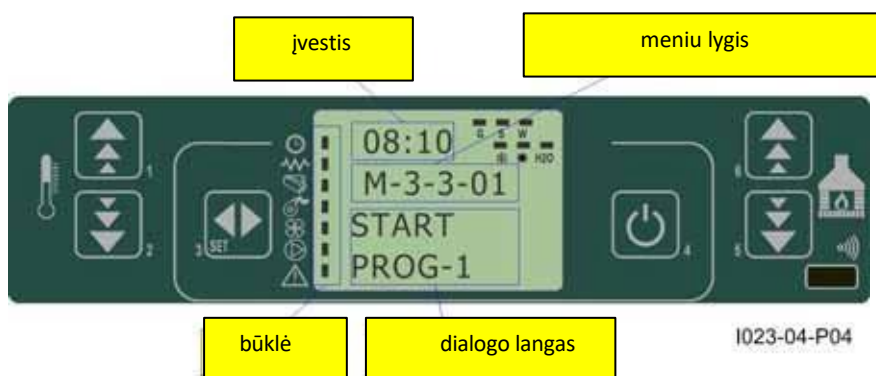 įvestis
meniu lygis
08:10
G S W
H2O
M-3-3-01
START
PROG-1
1
2
3 SET
4
5
6
būklė
dialogo langas
I023-04-P04